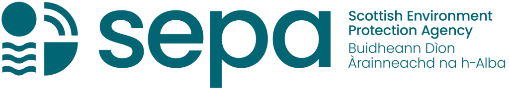 sepa
Scottish Environment
Protection Agency
Buidheann Dìon
Àrainneachd na h-Alba